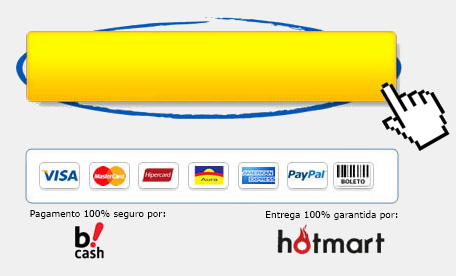 VISA MasterCard Hipercard Aura AMERICAN EXPRESS PayPal BOLETO
Pagamento 100% seguro por:
Entrega 100% garantida por:
b!
cash
hotmart